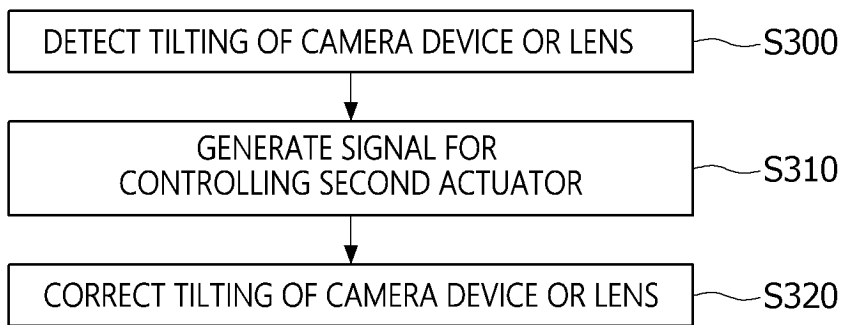 DETECT TILTING OF CAMERA DEVICE OR LENS
S300
GENERATE SIGNAL FOR
CONTROLLING SECOND ACTUATOR
S310
CORRECT TILTING OF CAMERA DEVICE OR LENS
S320